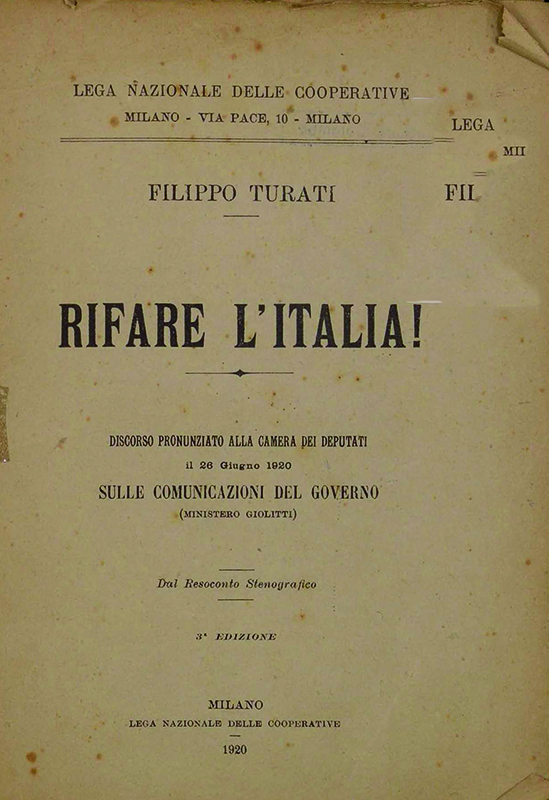 LEGA NAZIONALE DELLE COOPERATIVE
MILANO - VIA PACE, 10 - MILANO
LEGA
MII
FILIPPO TURATI
FIL
RIFARE L'ITALIA!
DISCORSO PRONUNZIATO ALLA CAMERA DEI DEPUTATI
il 26 Giugno 1920
SULLE COMUNICAZIONI DEL GOVERNO
(MINISTERO GIOLITTI)
Dal Resoconto Stenografico
3ª EDIZIONE
MILANO
LEGA NAZIONALE DELLE COOPERATIVE
1920